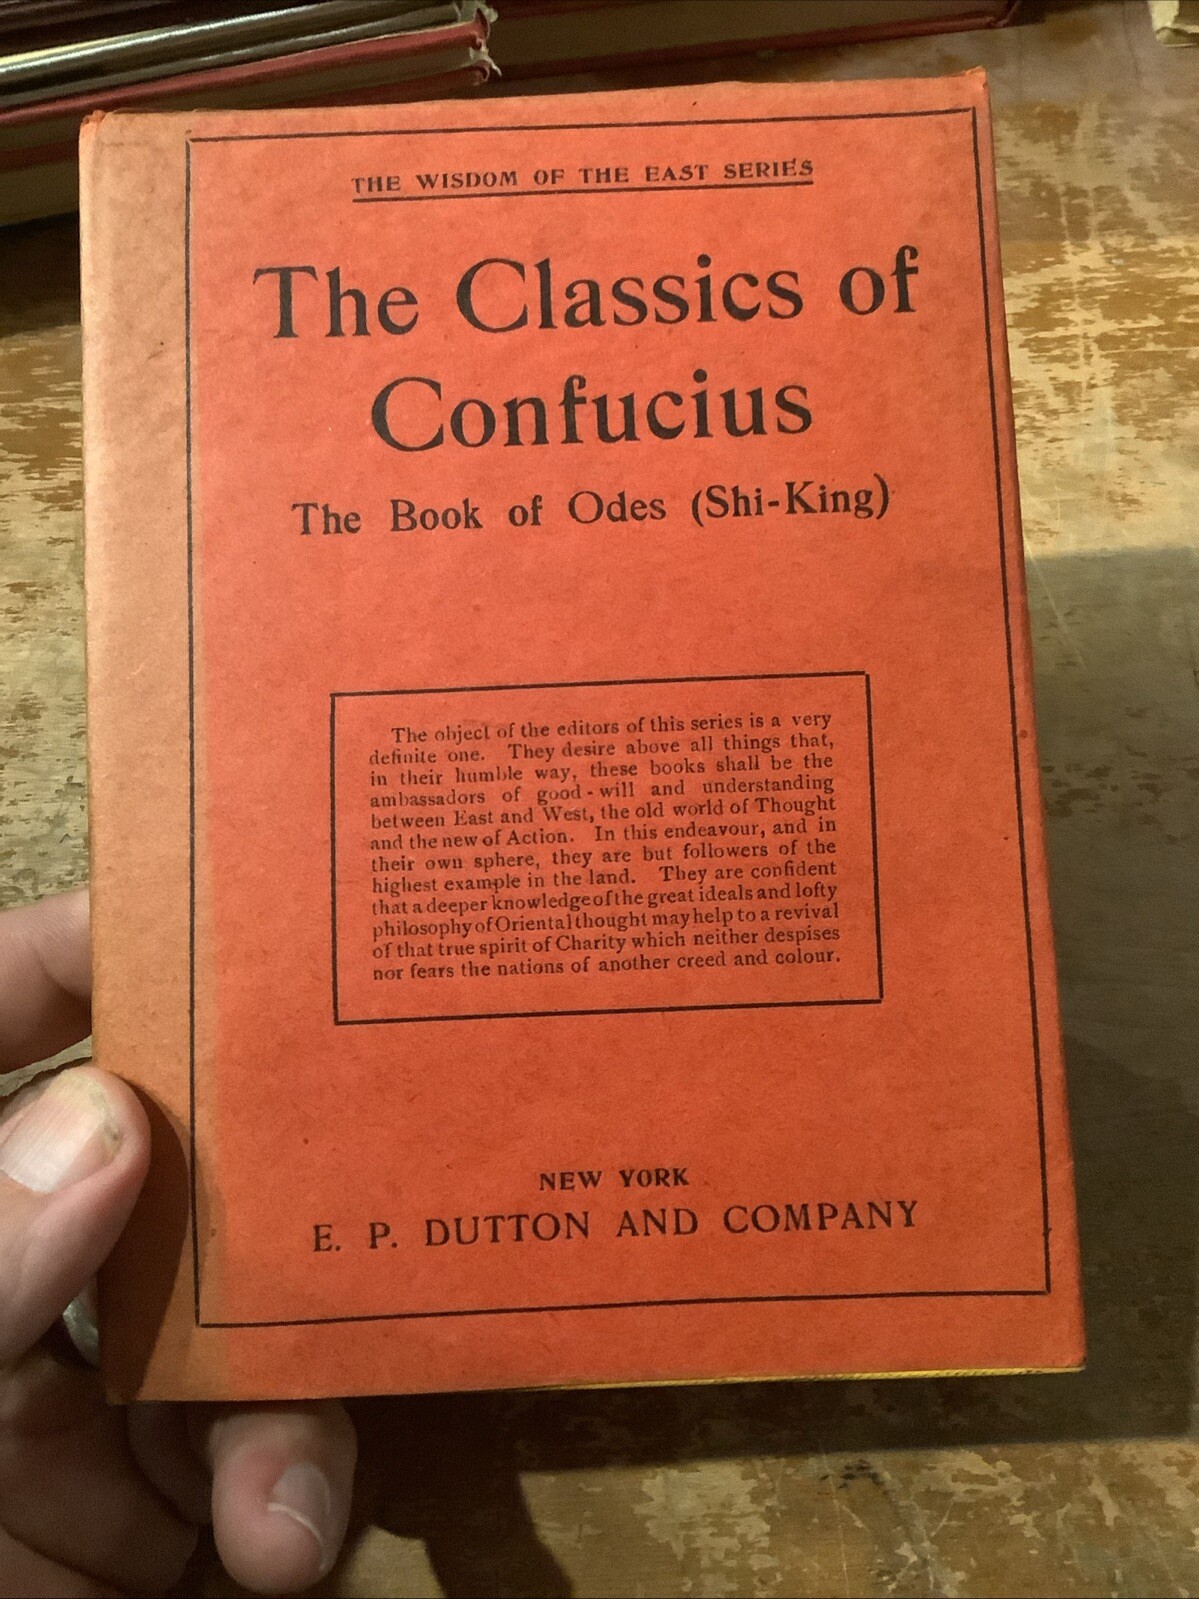 THE WISDOM OF THE EAST SERIES
The Classics of
Confucius
The Book of Odes (Shi-King)
The object of the editors of this series is a very
definite one. They desire above all things that,
in their humble way, these books shall be the
ambassadors of good-will and understanding
between East and West, the old world of Thought
and the new of Action. In this endeavour, and in
their own sphere, they are but followers of the
highest example in the land. They are confident
that a deeper knowledge of the great ideals and lofty
philosophy of Oriental thought may help to a revival
of that true spirit of Charity which neither despises
nor fears the nations of another creed and colour.
NEW YORK
E. P. DUTTON AND COMPANY